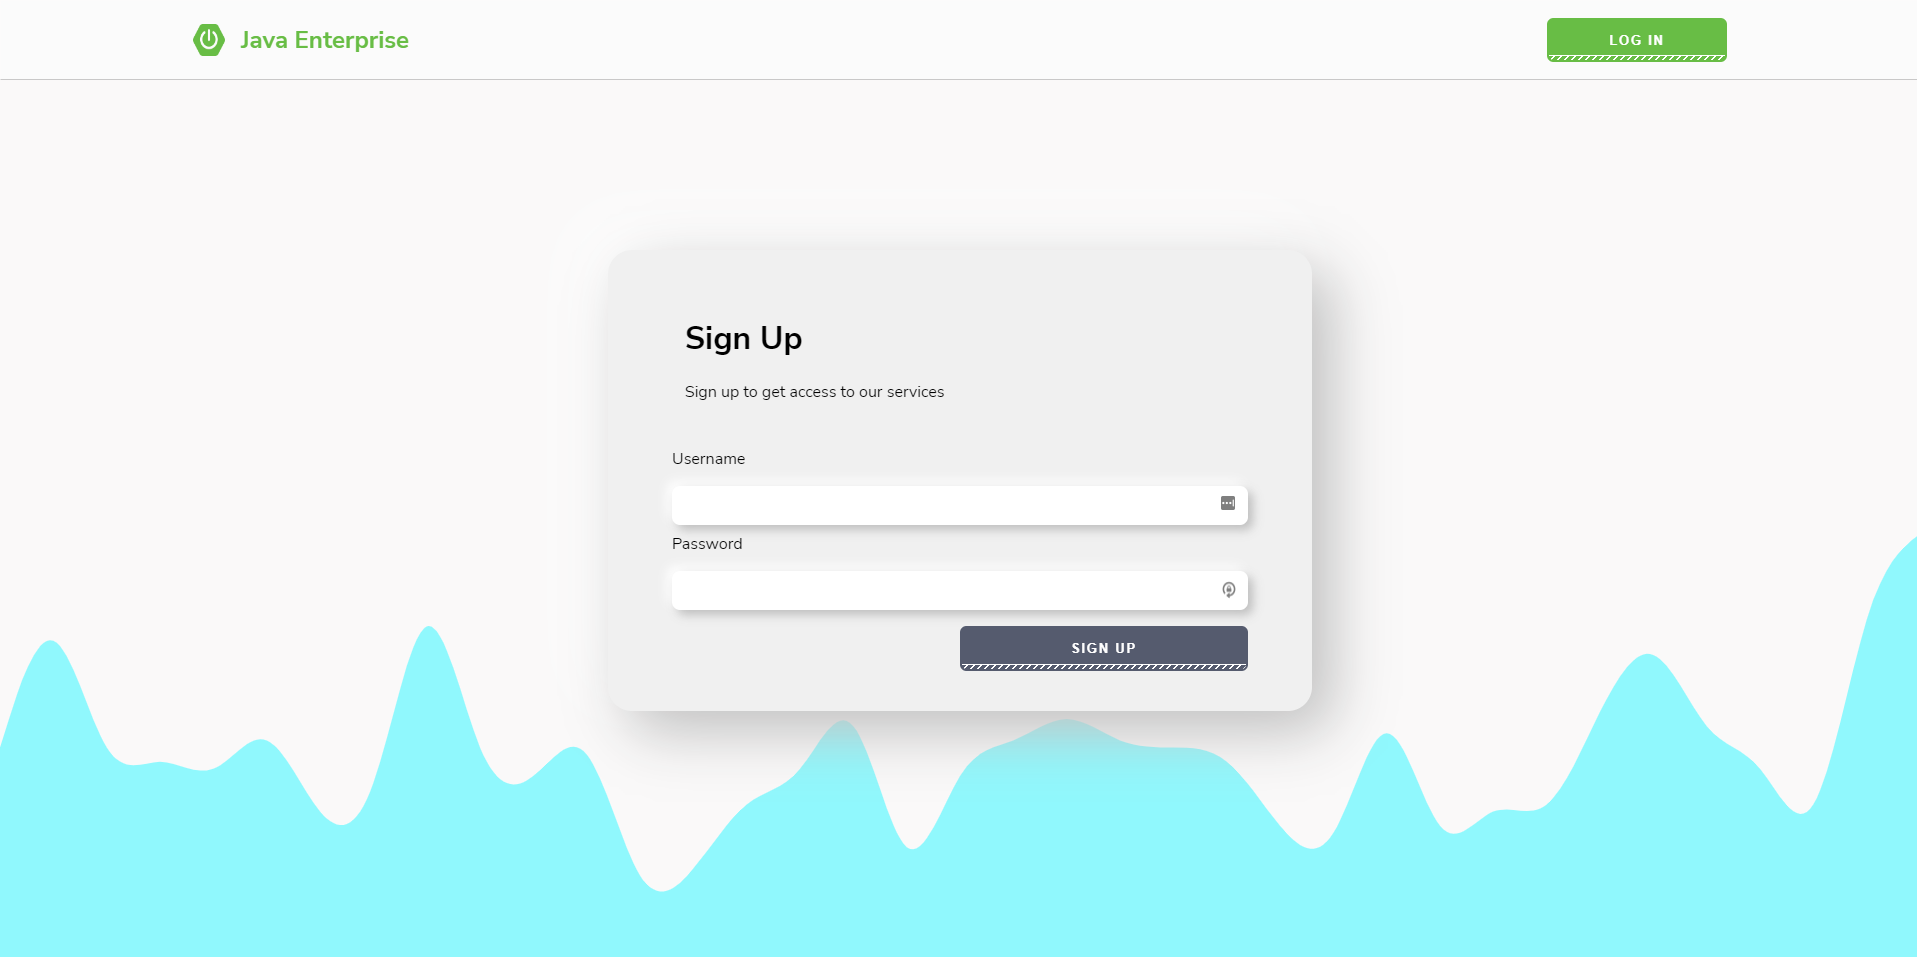 Java Enterprise
LOG IN
Sign Up
Sign up to get access to our services
Username
Password
SIGN UP